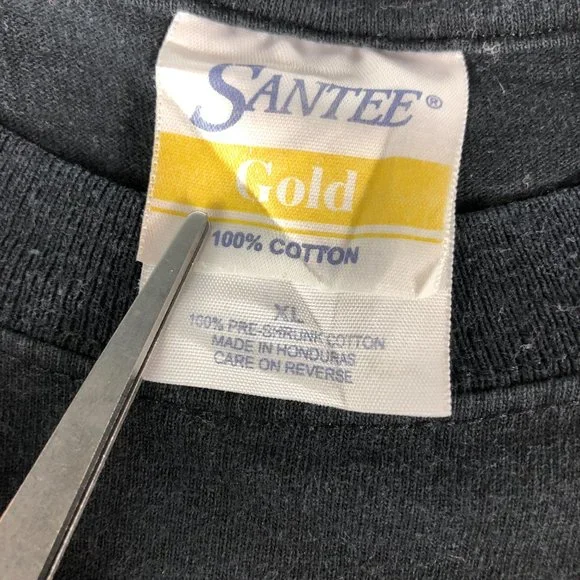 SANTEE®
Gold
100% COTTON
XL
100% PRE-SHRUNK COTTON
MADE IN HONDURAS
CARE ON REVERSE